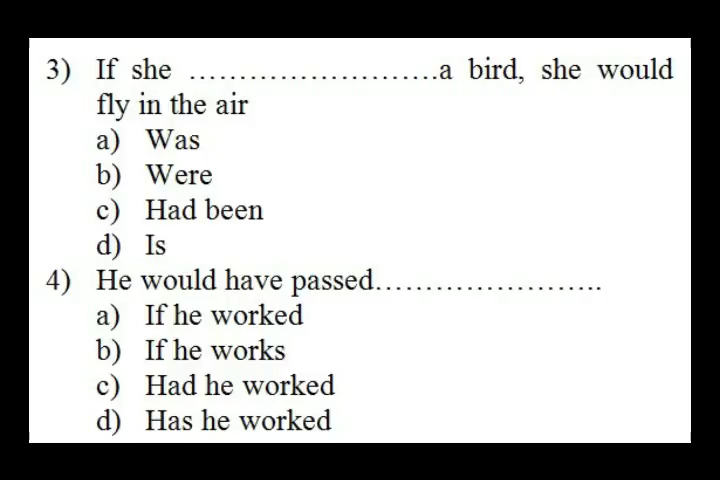 3) If she ……………………..a bird, she would
fly in the air
a) Was
b) Were
c) Had been
d) Is
4) He would have passed…………………..
a) If he worked
b) If he works
c) Had he worked
d) Has he worked